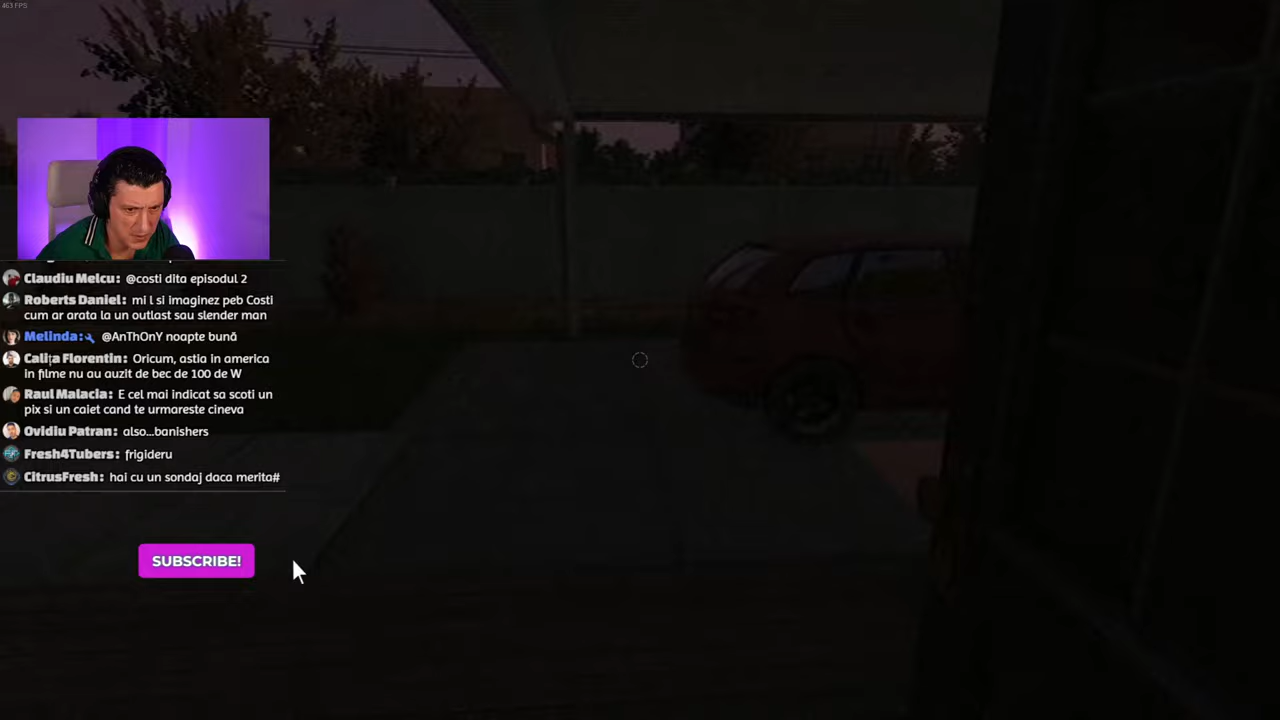 463 FPS
Claudiu Melcu: @costi dita episodul 2
Roberts Daniel: mi l si imaginez peb Costi
cum ar arata la un outlast sau slender man
Melinda: @AnThOnY noapte bună
Calița Florentin: Oricum, astia in america
in filme nu au auzit de bec de 100 de W
Raul Malacia: E cel mai indicat sa scoti un
pix si un caiet cand te urmareste cineva
Ovidiu Patran: also...banishers
Fresh4Tubers: frigideru
CitrusFresh: hai cu un sondaj daca merita#
SUBSCRIBE!